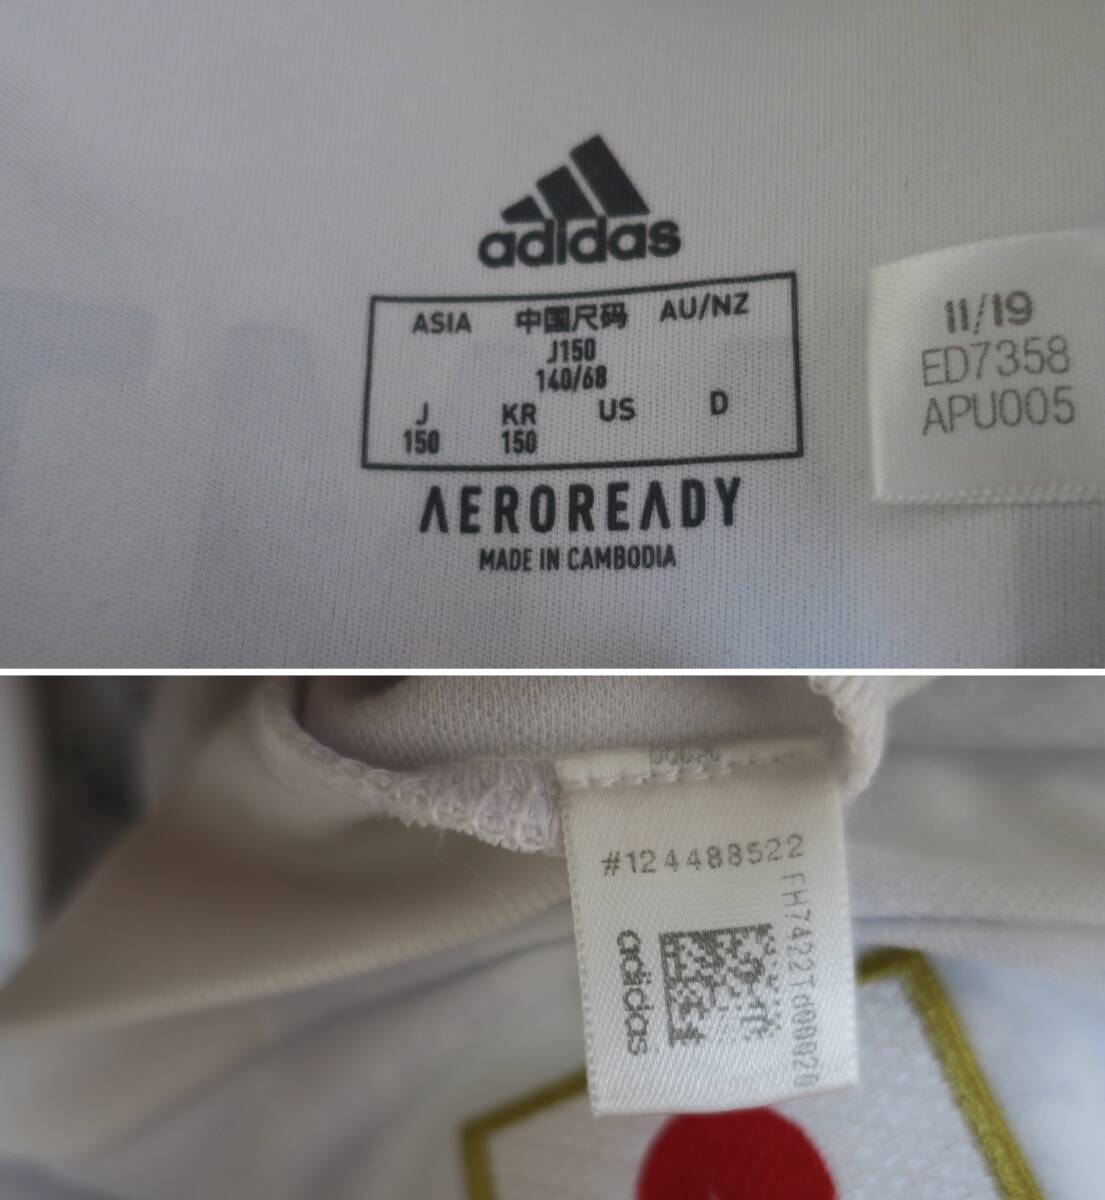 adidas
ASIA 中国尺码 AU/NZ
J150
140/68
J KR US D
150 150
AEROREADY
MADE IN CAMBODIA
11/19
ED7358
APU005
#124488522
adidas